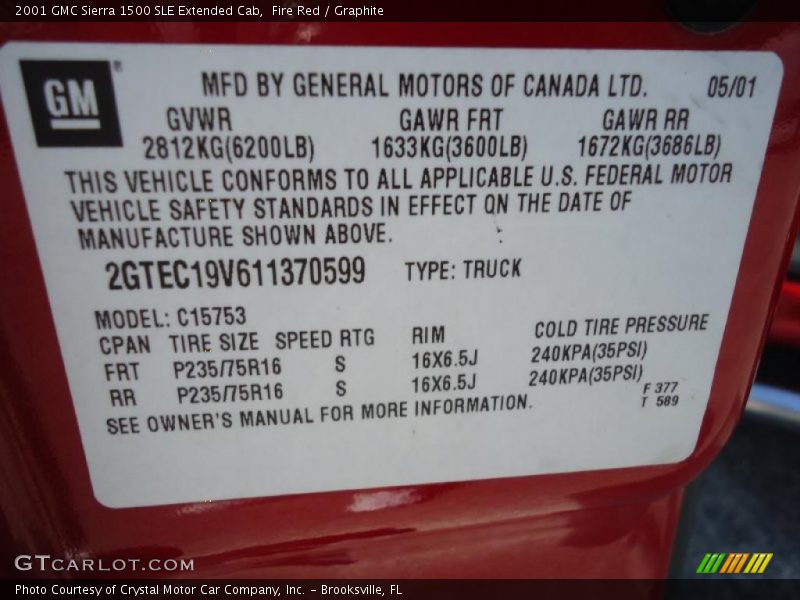 2001 GMC Sierra 1500 SLE Extended Cab,  Fire Red / Graphite
GM
MFD BY GENERAL MOTORS OF CANADA LTD. 05/01
GVWR GAWR FRT GAWR RR
2812KG(6200LB) 1633KG(3600LB) 1672KG(3686LB)
THIS VEHICLE CONFORMS TO ALL APPLICABLE U.S. FEDERAL MOTOR
VEHICLE SAFETY STANDARDS IN EFFECT ON THE DATE OF
MANUFACTURE SHOWN ABOVE.
2GTEC19V611370599 TYPE: TRUCK
MODEL: C15753
CPAN TIRE SIZE SPEED RTG RIM COLD TIRE PRESSURE
FRT P235/75R16 S 16X6.5J 240KPA(35PSI)
RR P235/75R16 S 16X6.5J 240KPA(35PSI)
SEE OWNER'S MANUAL FOR MORE INFORMATION.
F 377
T 589
GTCARLOT.COM
Photo Courtesy of Crystal Motor Car Company, Inc. - Brooksville, FL